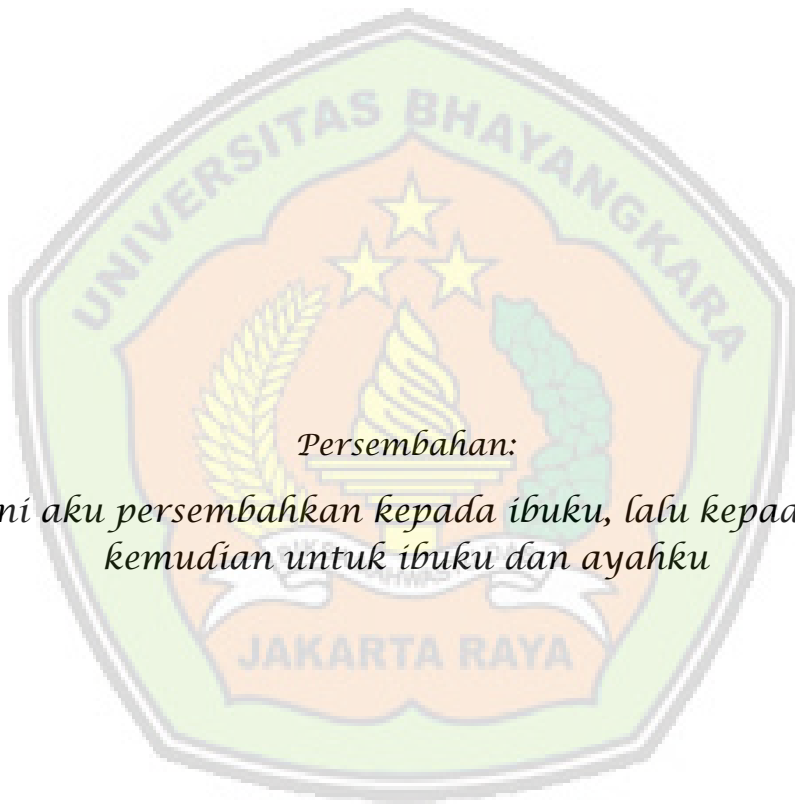 UNIVERSITAS BHAYANGKARA
Persembahan:
ni aku persembahkan kepada ibuku, lalu kepad
kemudian untuk ibuku dan ayahku
JAKARTA RAYA